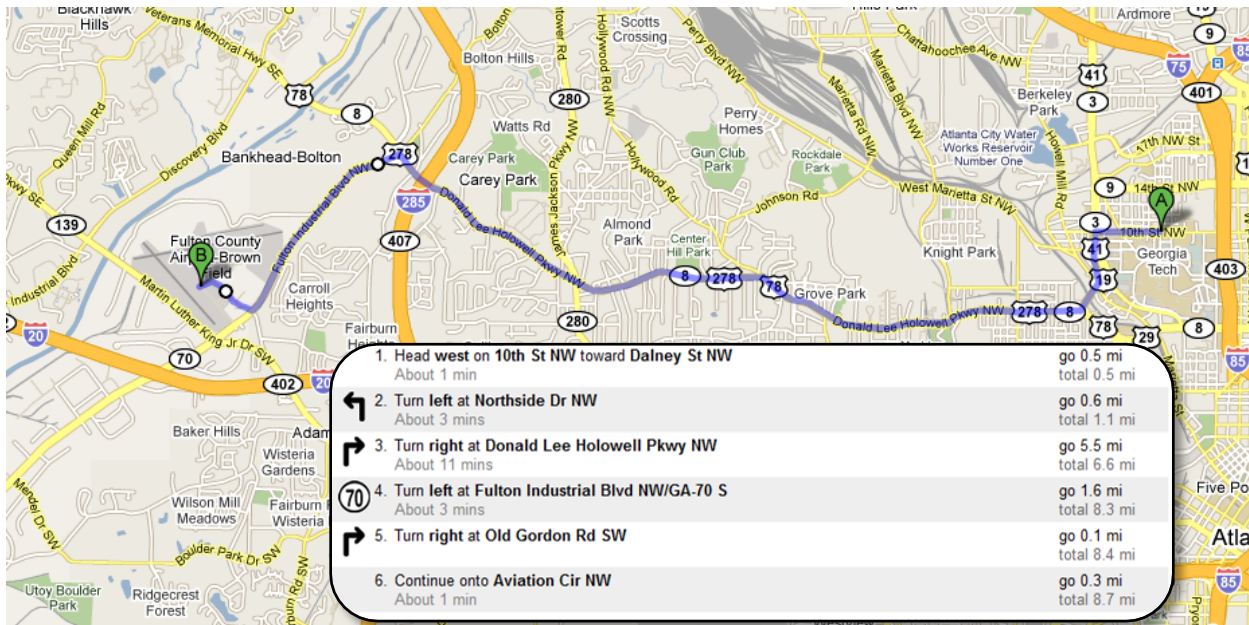 Blackhawk
Hills
Veterans Memorial Hwy SE
Bolton
Hollywood Rd NW
Scotts
Crossing
Perry Blvd NW
Hills Park
Ardmore
9
Chattahoochee Ave NW
75
85
401
41
3
Berkeley
Park
Bolton Hills
280
78
8
Queen Mill Rd
Discovery Blvd
Watts Rd
Perry
Homes
Marietta Rd NW
Marietta Blvd NW
Atlanta City Water
Works Reservoir
Number One
Howell Mill Rd
17th NW St
Bankhead-Bolton
278
Carey Park
Carey Park
Gun Club
Park
Rockdale
Park
Hollywood Rd
West Marietta St NW
9
14th St NW
A
Pkwy SE
285
Johnson Rd
3
10th St NW
139
407
Donald Lee Holowell Pkwy NW
Almond
Park
Center
Hill Park
Knight Park
41
Georgia
Tech
403
Fulton Industrial Blvd NW
Fulton County
B
Field
8
278
78
Grove Park
19
Industrial Blvd
Carroll
Heights
Donald Lee Holowell Pkwy NW
278
8
78
29
8
20
Martin Luther King Jr Dr SW
280
Fairburn
Heights
70
402
20
85
Baker Hills
Wisteria
Gardens
Mendel Dr SW
Wilson Mill
Meadows
Boulder Park Dr SW
Utoy Boulder
Park
Ridgecrest
Forest
85
1. Head west on 10th St NW toward Dalney St NW go 0.5 mi
About 1 min total 0.5 mi
2. Turn left at Northside Dr NW go 0.6 mi
About 3 mins total 1.1 mi
3. Turn right at Donald Lee Holowell Pkwy NW go 5.5 mi
About 11 mins total 6.6 mi
70 4. Turn left at Fulton Industrial Blvd NW/GA-70 S go 1.6 mi
About 3 mins total 8.3 mi
5. Turn right at Old Gordon Rd SW go 0.1 mi
total 8.4 mi
6. Continue onto Aviation Cir NW go 0.3 mi
About 1 min total 8.7 mi